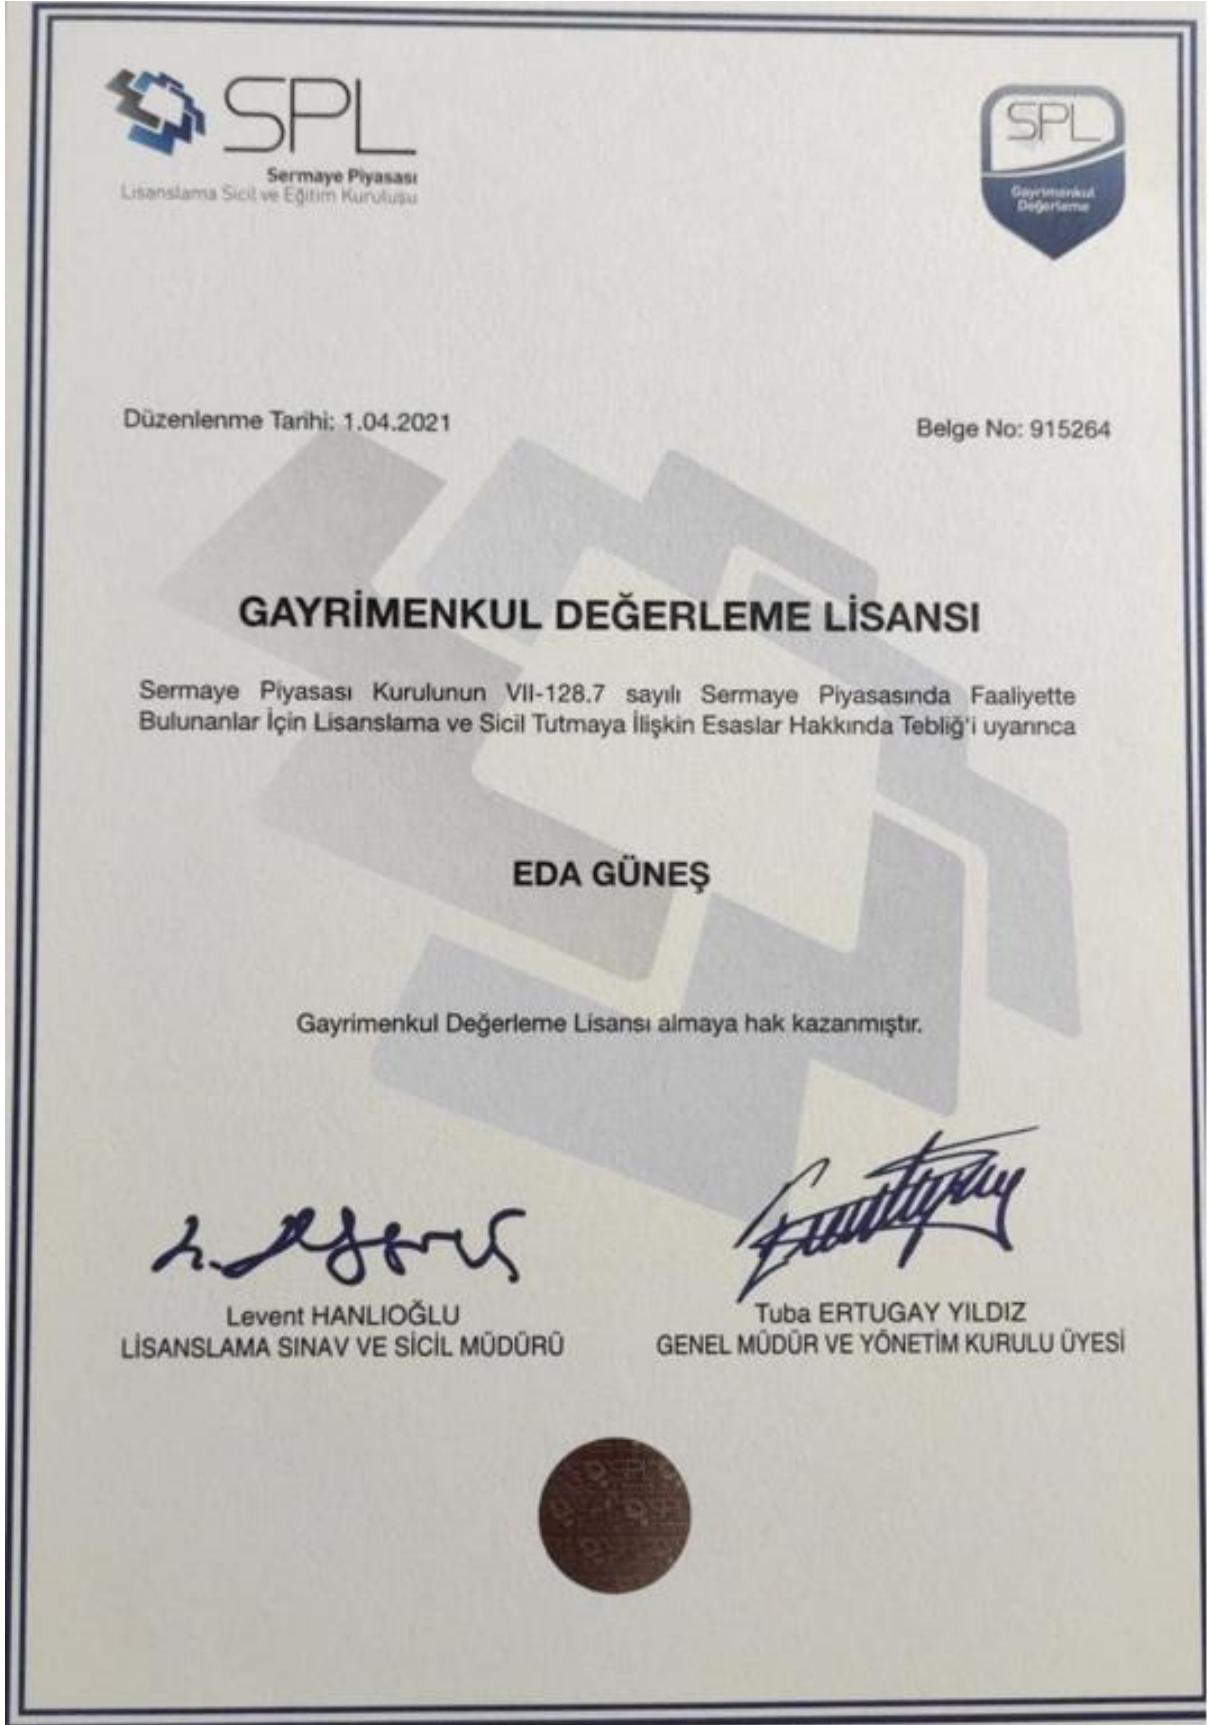 SPL
Sermaye Piyasası
Lisanslama Sicil ve Eğitim Kuruluşu
SPL
Gayrimenkul
Değerleme
Düzenlenme Tarihi: 1.04.2021
Belge No: 915264
GAYRİMENKUL DEĞERLEME LİSANSI
Sermaye Piyasası Kurulunun VII-128.7 sayılı Sermaye Piyasasında Faaliyette
Bulunanlar İçin Lisanslama ve Sicil Tutmaya İlişkin Esaslar Hakkında Tebliğ'i uyarınca
EDA GÜNEŞ
Gayrimenkul Değerleme Lisansı almaya hak kazanmıştır.
Levent HANLIOĞLU
LİSANSLAMA SINAV VE SİCİL MÜDÜRÜ
Tuba ERTUGAY YILDIZ
GENEL MÜDÜR VE YÖNETİM KURULU ÜYESİ